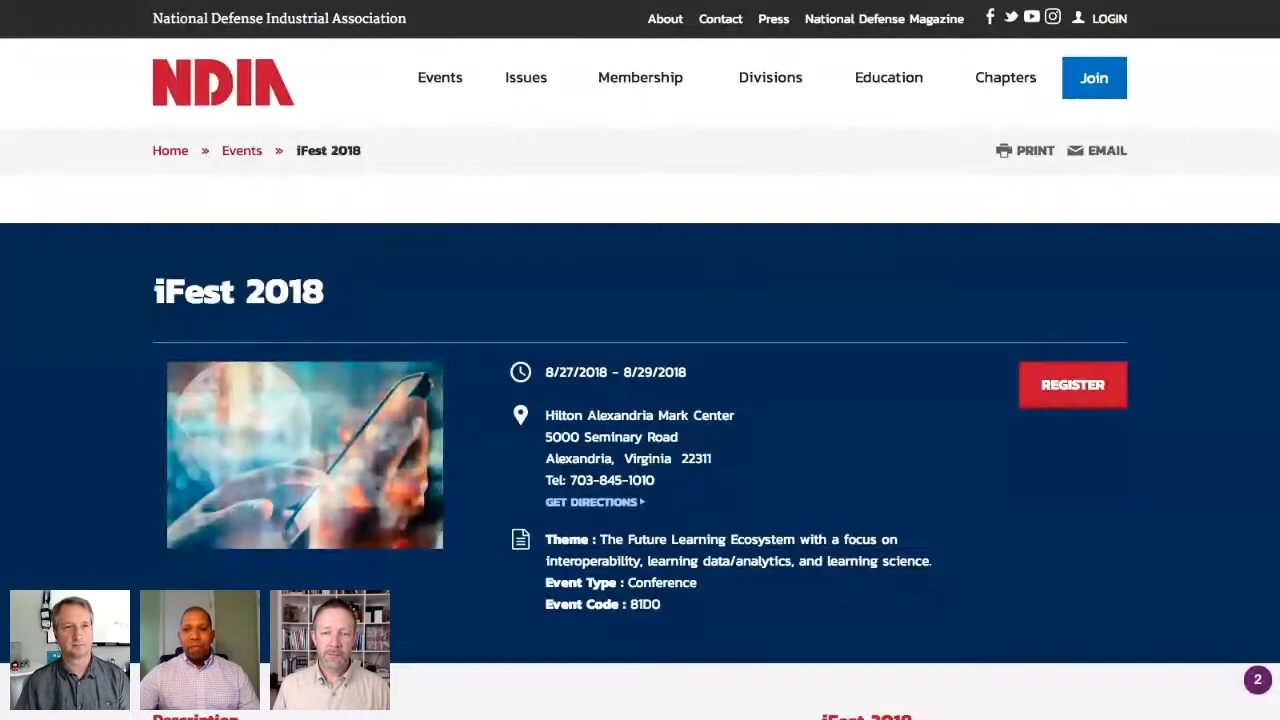 National Defense Industrial Association
About Contact Press National Defense Magazine LOGIN
NDIA
Events Issues Membership Divisions Education Chapters Join
Home » Events » iFest 2018
PRINT EMAIL
iFest 2018
8/27/2018 - 8/29/2018
REGISTER
Hilton Alexandria Mark Center
5000 Seminary Road
Alexandria, Virginia 22311
Tel: 703-845-1010
GET DIRECTIONS
Theme : The Future Learning Ecosystem with a focus on
interoperability, learning data/analytics, and learning science.
Event Type : Conference
Event Code : 81D0
2
Description
iFest 2018